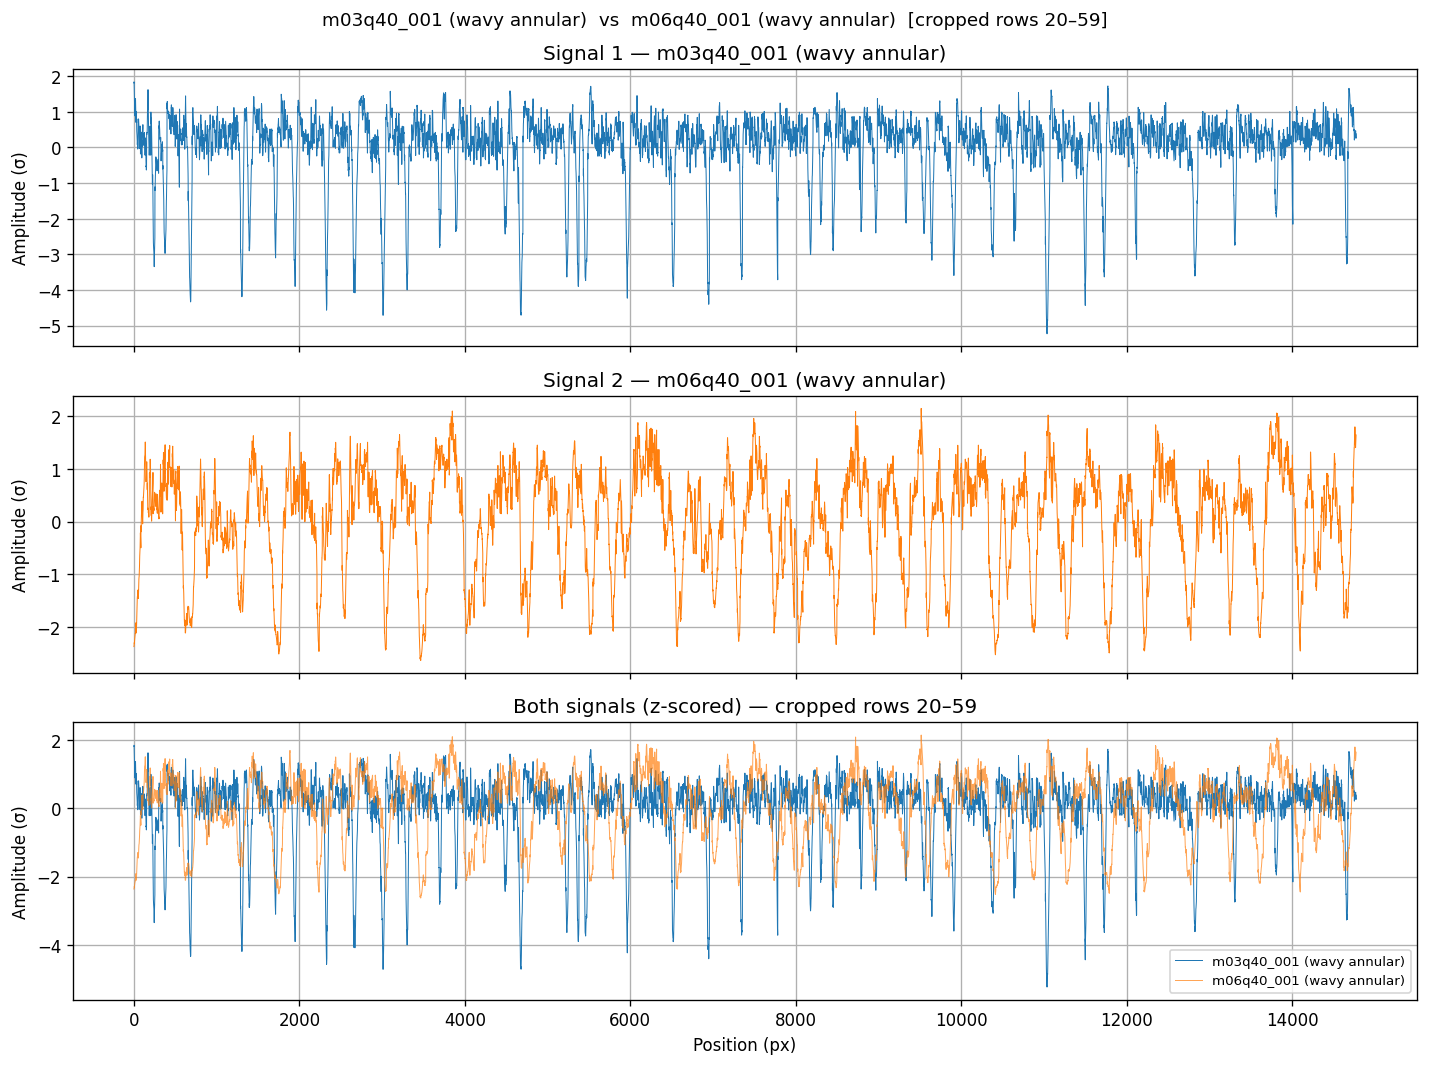 m03q40_001 (wavy annular)  vs  m06q40_001 (wavy annular)  [cropped rows 20–59]
Signal 1 — m03q40_001 (wavy annular)
2
1
0
−1
−2
−3
−4
−5
Amplitude (σ)
Signal 2 — m06q40_001 (wavy annular)
2
1
0
−1
−2
Amplitude (σ)
Both signals (z-scored) — cropped rows 20–59
2
0
−2
−4
Amplitude (σ)
m03q40_001 (wavy annular)
m06q40_001 (wavy annular)
0 2000 4000 6000 8000 10000 12000 14000
Position (px)